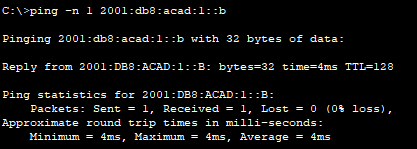 C:\>ping -n 1 2001:db8:acad:1::b
Pinging 2001:db8:acad:1::b with 32 bytes of data:
Reply from 2001:DB8:ACAD:1::B: bytes=32 time=4ms TTL=128
Ping statistics for 2001:DB8:ACAD:1::B:
    Packets: Sent = 1, Received = 1, Lost = 0 (0% loss),
Approximate round trip times in milli-seconds:
    Minimum = 4ms, Maximum = 4ms, Average = 4ms